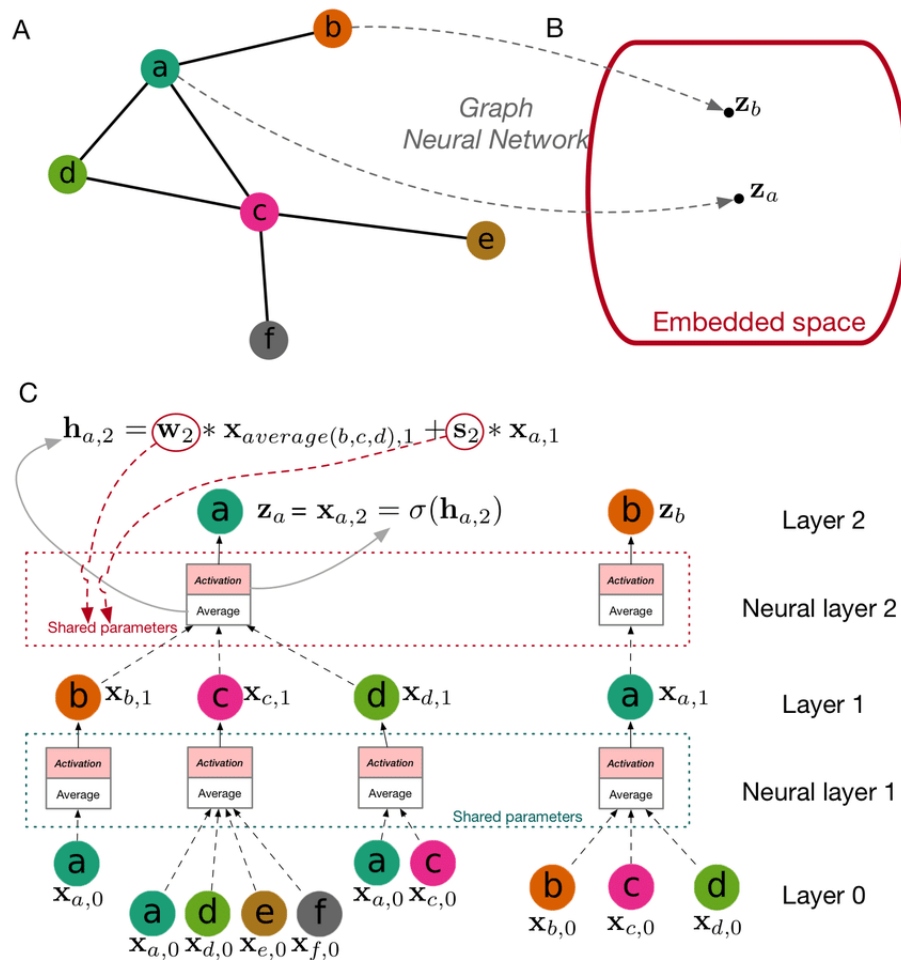 A
B
b
a
d
c
e
f
Graph
Neural Network
z_b
z_a
Embedded space
C
h_{a,2} = w_2 * x_{average(b,c,d),1} + s_2 * x_{a,1}
a z_a = x_{a,2} = σ(h_{a,2})
b z_b
Layer 2
Activation
Average
Activation
Average
Shared parameters
Neural layer 2
b x_{b,1}
c x_{c,1}
d x_{d,1}
a x_{a,1}
Layer 1
Activation
Average
Activation
Average
Activation
Average
Activation
Average
Shared parameters
Neural layer 1
a
x_{a,0}
a
x_{a,0}
d
x_{d,0}
e
x_{e,0}
f
x_{f,0}
a
x_{a,0}
c
x_{c,0}
b
x_{b,0}
c
x_{c,0}
d
x_{d,0}
Layer 0